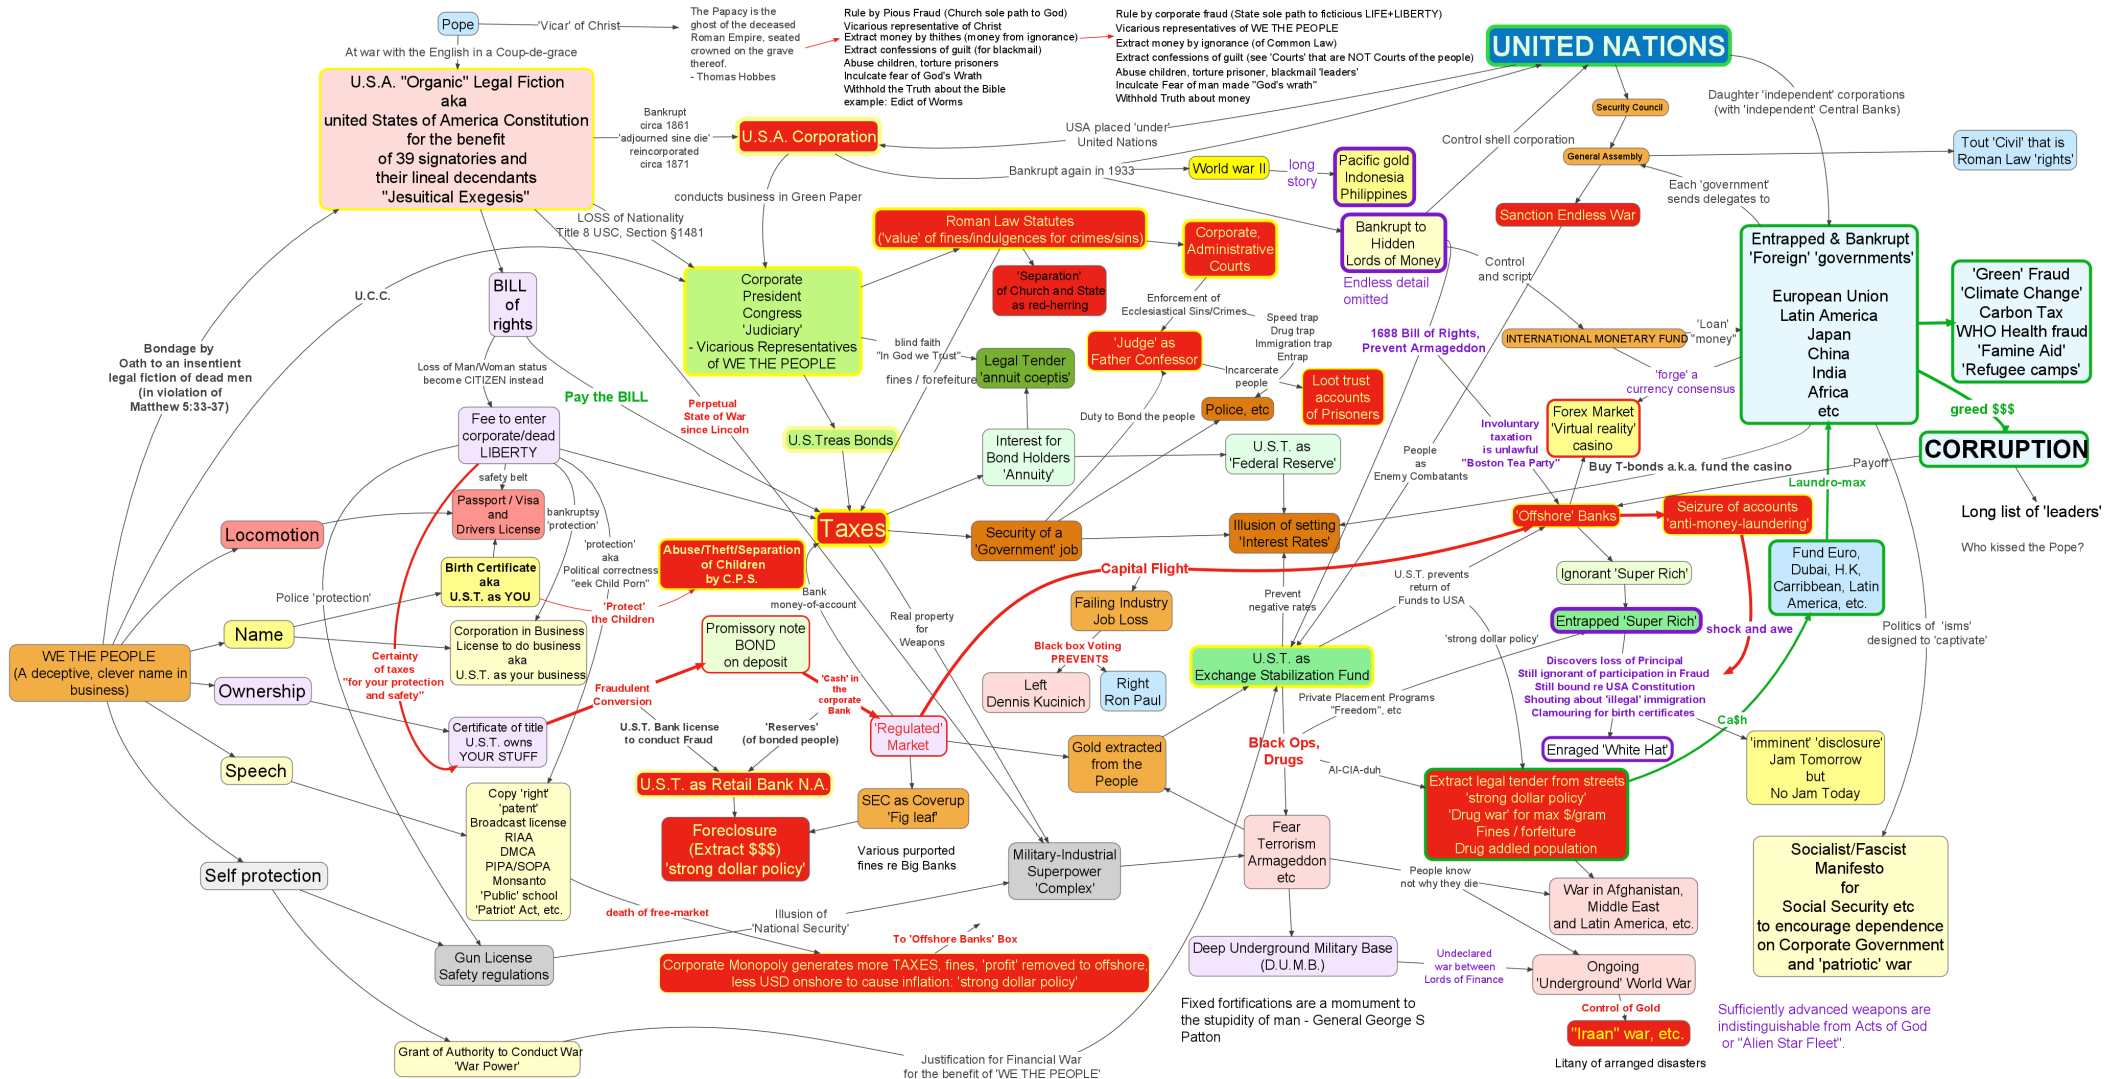 Pope
'Vicar' of Christ
The Papacy is the
ghost of the deceased
Roman Empire, seated
crowned on the grave
thereof.
- Thomas Hobbes
Rule by Pious Fraud (Church sole path to God)
Vicarious representative of Christ
Extract money by thithes (money from ignorance)
Extract confessions of guilt (for blackmail)
Abuse children, torture prisoners
Inculcate fear of God's Wrath
Withhold the Truth about the Bible
example: Edict of Worms
Rule by corporate fraud (State sole path to ficticious LIFE+LIBERTY)
Vicarious representatives of WE THE PEOPLE
Extract money by ignorance (of Common Law)
Extract confessions of guilt (see 'Courts' that are NOT Courts of the people)
Abuse children, torture prisoner, blackmail 'leaders'
Inculcate Fear of man made "God's wrath"
Withhold Truth about money
UNITED NATIONS
At war with the English in a Coup-de-grace
U.S.A. "Organic" Legal Fiction
aka
united States of America Constitution
for the benefit
of 39 signatories and
their lineal decendants
"Jesuitical Exegesis"
Bankrupt
circa 1861
'adjourned sine die'
reincorporated
circa 1871
U.S.A. Corporation
USA placed 'under'
United Nations
Control shell corporation
Security Council
Daughter 'independent' corporations
(with 'independent' Central Banks)
General Assembly
Tout 'Civil' that is
Roman Law 'rights'
Bankrupt again in 1933
World war II
long
story
Pacific gold
Indonesia
Philippines
Each 'government'
sends delegates to
Sanction Endless War
conducts business in Green Paper
LOSS of Nationality
Title 8 USC, Section §1481
Roman Law Statutes
('value' of fines/indulgences for crimes/sins)
Corporate,
Administrative
Courts
Bankrupt to
Hidden
Lords of Money
Endless detail
omitted
Control
and script
Entrapped & Bankrupt
'Foreign' 'governments'
European Union
Latin America
Japan
China
India
Africa
etc
'Green' Fraud
'Climate Change'
Carbon Tax
WHO Health fraud
'Famine Aid'
'Refugee camps'
U.C.C.
BILL
of
rights
Corporate
President
Congress
'Judiciary'
- Vicarious Representatives
of WE THE PEOPLE
'Separation'
of Church and State
as red-herring
Enforcement of
Ecclesiastical Sins/Crimes
Speed trap
Drug trap
Immigration trap
Entrap
1688 Bill of Rights,
Prevent Armageddon
INTERNATIONAL MONETARY FUND
'Loan'
"money"
Bondage by
Oath to an insentient
legal fiction of dead men
(in violation of
Matthew 5:33-37)
Loss of Man/Woman status
become CITIZEN instead
blind faith
"In God we Trust"
fines / forefeiture
Legal Tender
'annuit coeptis'
'Judge' as
Father Confessor
Incarcerate
people
Loot trust
accounts
of Prisoners
'forge' a
currency consensus
Pay the BILL
Perpetual
State of War
since Lincoln
Police, etc
Duty to Bond the people
Forex Market
'Virtual reality'
casino
greed $$$
CORRUPTION
Fee to enter
corporate/dead
LIBERTY
U.S.Treas Bonds
Interest for
Bond Holders
'Annuity'
U.S.T. as
'Federal Reserve'
People
as
Enemy Combatants
Involuntary
taxation
is unlawful
"Boston Tea Party"
Buy T-bonds a.k.a. fund the casino
Payoff
Laundro-max
Long list of 'leaders'
Who kissed the Pope?
safety belt
Passport / Visa
and
Drivers License
bankruptsy
'protection'
Locomotion
Taxes
Security of a
'Government' job
Illusion of setting
'Interest Rates'
'Offshore' Banks
Seizure of accounts
'anti-money-laundering'
'protection'
aka
Political correctness
"eek Child Porn"
Abuse/Theft/Separation
of Children
by C.P.S.
Birth Certificate
aka
U.S.T. as YOU
'Protect'
the Children
Police 'protection'
Capital Flight
Failing Industry
Job Loss
Prevent
negative rates
U.S.T. prevents
return of
Funds to USA
Ignorant 'Super Rich'
Fund Euro,
Dubai, H.K,
Carribbean, Latin
America, etc.
Bank
money-of-account
Real property
for
Weapons
Name
Corporation in Business
License to do business
aka
U.S.T. as your business
Promissory note
BOND
on deposit
Black box Voting
PREVENTS
'strong dollar policy'
Entrapped 'Super Rich'
shock and awe
Politics of 'isms'
designed to 'captivate'
WE THE PEOPLE
(A deceptive, clever name in
business)
Ownership
Certainty
of taxes
"for your protection
and safety"
Fraudulent
Conversion
'Cash' in
the
corporate
Bank
Left
Dennis Kucinich
Right
Ron Paul
U.S.T. as
Exchange Stabilization Fund
Discovers loss of Principal
Still ignorant of participation in Fraud
Still bound re USA Constitution
Shouting about 'illegal' immigration
Clamouring for birth certificates
Private Placement Programs
"Freedom", etc
Certificate of title
U.S.T. owns
YOUR STUFF
U.S.T. Bank license
to conduct Fraud
'Reserves'
(of bonded people)
'Regulated'
Market
Gold extracted
from the
People
Black Ops,
Drugs
Ca$h
Enraged 'White Hat'
'imminent' 'disclosure'
Jam Tomorrow
but
No Jam Today
Speech
AI-CIA-duh
U.S.T. as Retail Bank N.A.
SEC as Coverup
'Fig leaf'
Extract legal tender from streets
'strong dollar policy'
'Drug war' for max $/gram
Fines / forfeiture
Drug addled population
Copy 'right'
'patent'
Broadcast license
RIAA
DMCA
PIPA/SOPA
Monsanto
'Public' school
'Patriot' Act, etc.
Foreclosure
(Extract $$$)
'strong dollar policy'
Various purported
fines re Big Banks
Military-Industrial
Superpower
'Complex'
Fear
Terrorism
Armageddon
etc
People know
not why they die
War in Afghanistan,
Middle East
and Latin America, etc.
Socialist/Fascist
Manifesto
for
Social Security etc
to encourage dependence
on Corporate Government
and 'patriotic' war
Self protection
death of free-market
Illusion of
'National Security'
To 'Offshore Banks' Box
Gun License
Safety regulations
Corporate Monopoly generates more TAXES, fines, 'profit' removed to offshore,
less USD onshore to cause inflation: 'strong dollar policy'
Deep Underground Military Base
(D.U.M.B.)
Undeclared
war between
Lords of Finance
Ongoing
'Underground' World War
Control of Gold
"Iraan" war, etc.
Litany of arranged disasters
Fixed fortifications are a momument to
the stupidity of man - General George S
Patton
Sufficiently advanced weapons are
indistinguishable from Acts of God
or "Alien Star Fleet".
Grant of Authority to Conduct War
'War Power'
Justification for Financial War
for the benefit of 'WE THE PEOPLE'